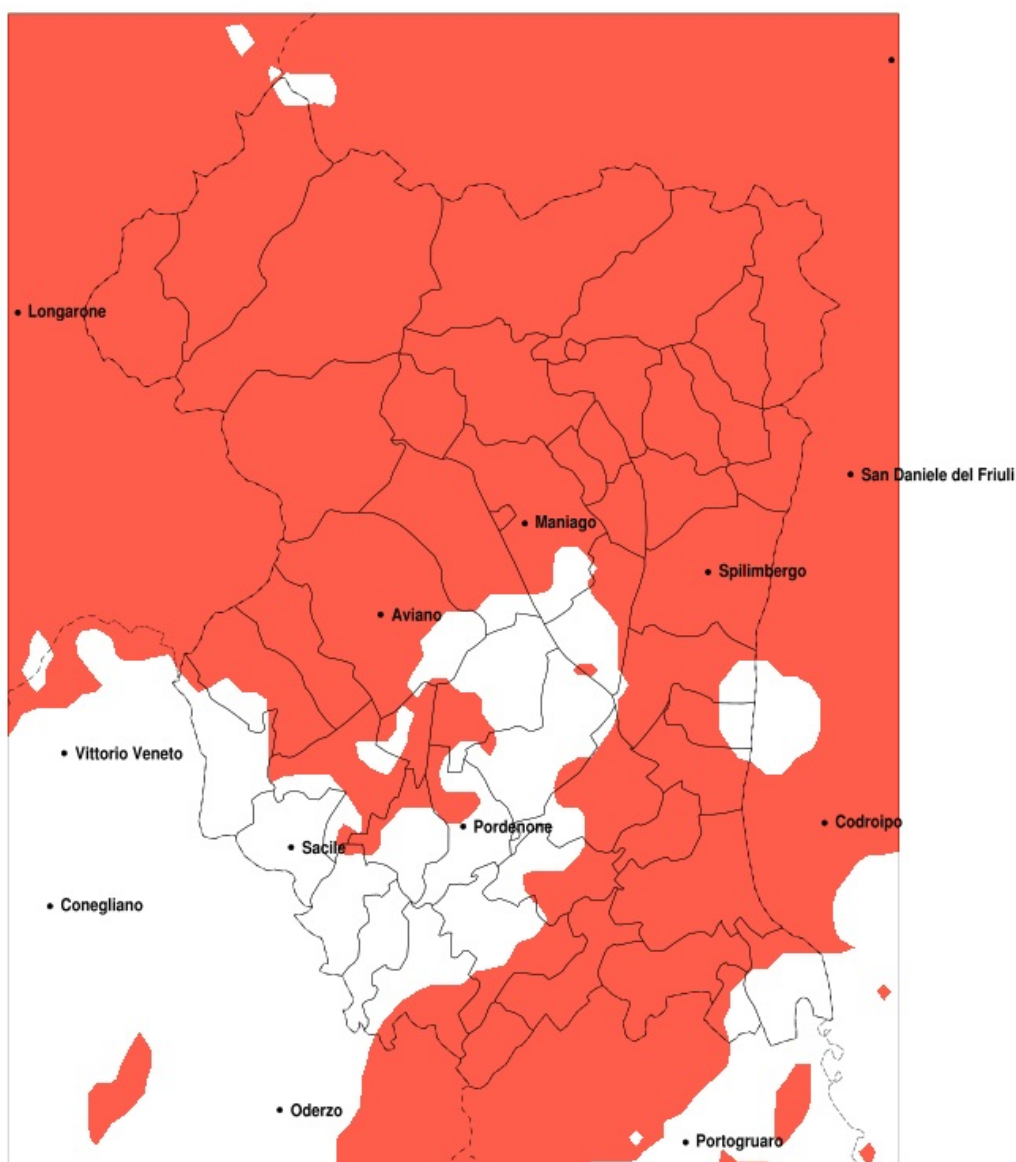 Longarone
San Daniele del Friuli
Maniago
Spilimbergo
Aviano
Vittorio Veneto
Codroipo
Pordenone
Sacile
Conegliano
Oderzo
Portogruaro